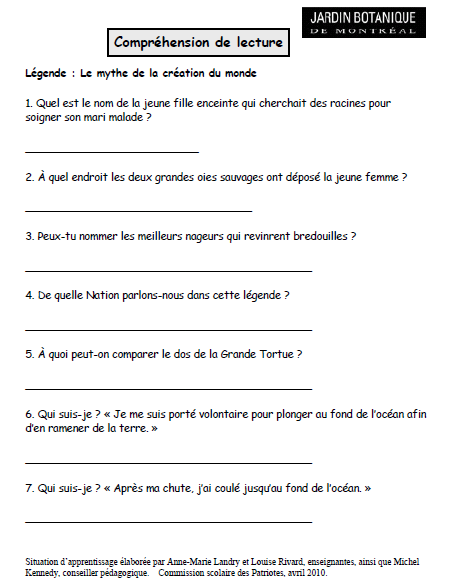 JARDIN BOTANIQUE
DE MONTRÉAL
Compréhension de lecture
Légende : Le mythe de la création du monde
1. Quel est le nom de la jeune fille enceinte qui cherchait des racines pour
soigner son mari malade ?
2. À quel endroit les deux grandes oies sauvages ont déposé la jeune femme ?
3. Peux-tu nommer les meilleurs nageurs qui revinrent bredouilles ?
4. De quelle Nation parlons-nous dans cette légende ?
5. À quoi peut-on comparer le dos de la Grande Tortue ?
6. Qui suis-je ? « Je me suis porté volontaire pour plonger au fond de l'océan afin
d'en ramener de la terre. »
7. Qui suis-je ? « Après ma chute, j'ai coulé jusqu'au fond de l'océan. »
Situation d'apprentissage élaborée par Anne-Marie Landry et Louise Rivard, enseignantes, ainsi que Michel
Kennedy, conseiller pédagogique. Commission scolaire des Patriotes, avril 2010.